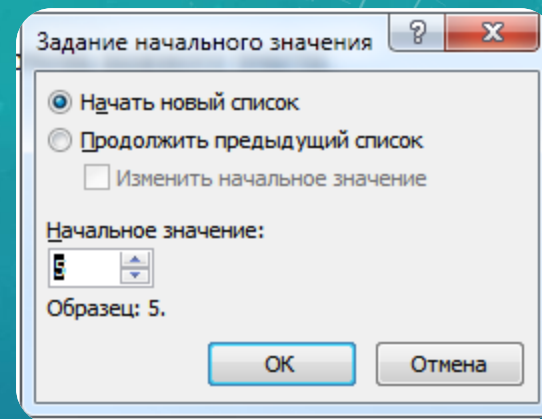 Задание начального значения
?
Начать новый список
Продолжить предыдущий список
Изменить начальное значение
Начальное значение:
5
Образец: 5.
ОК Отмена